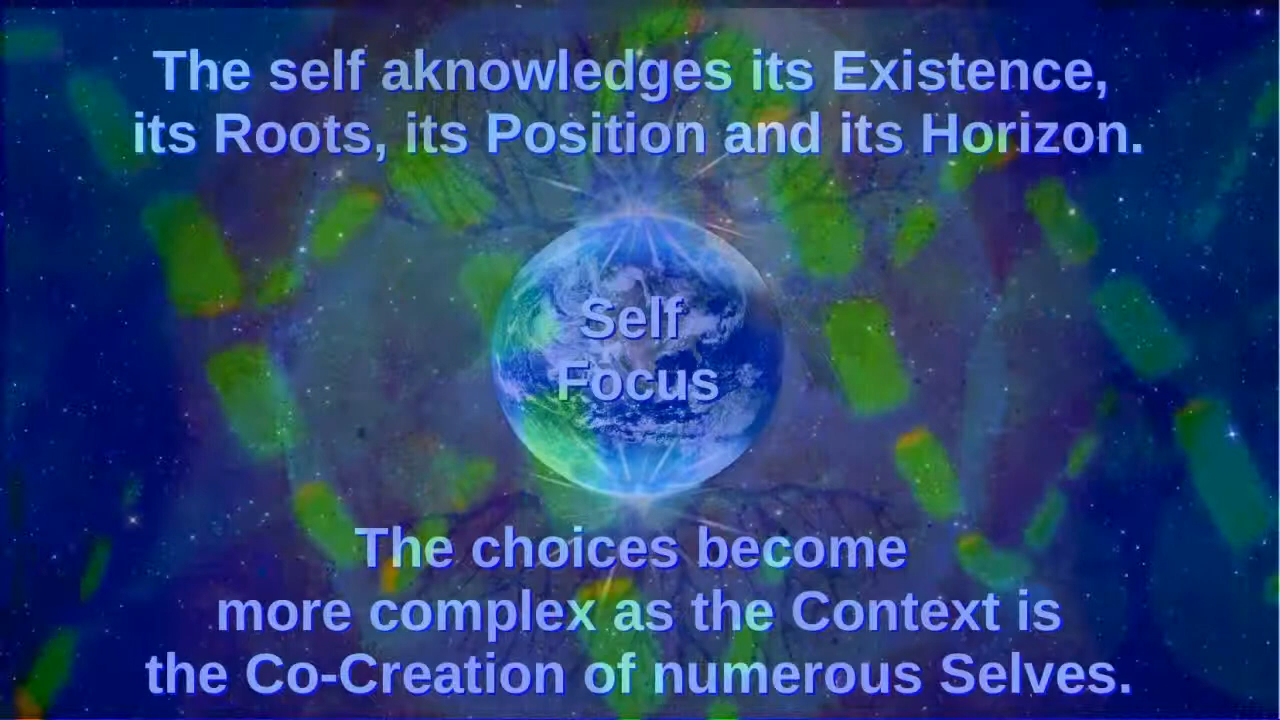 The self aknowledges its Existence,
its Roots, its Position and its Horizon.
Self
Focus
The choices become
more complex as the Context is
the Co-Creation of numerous Selves.